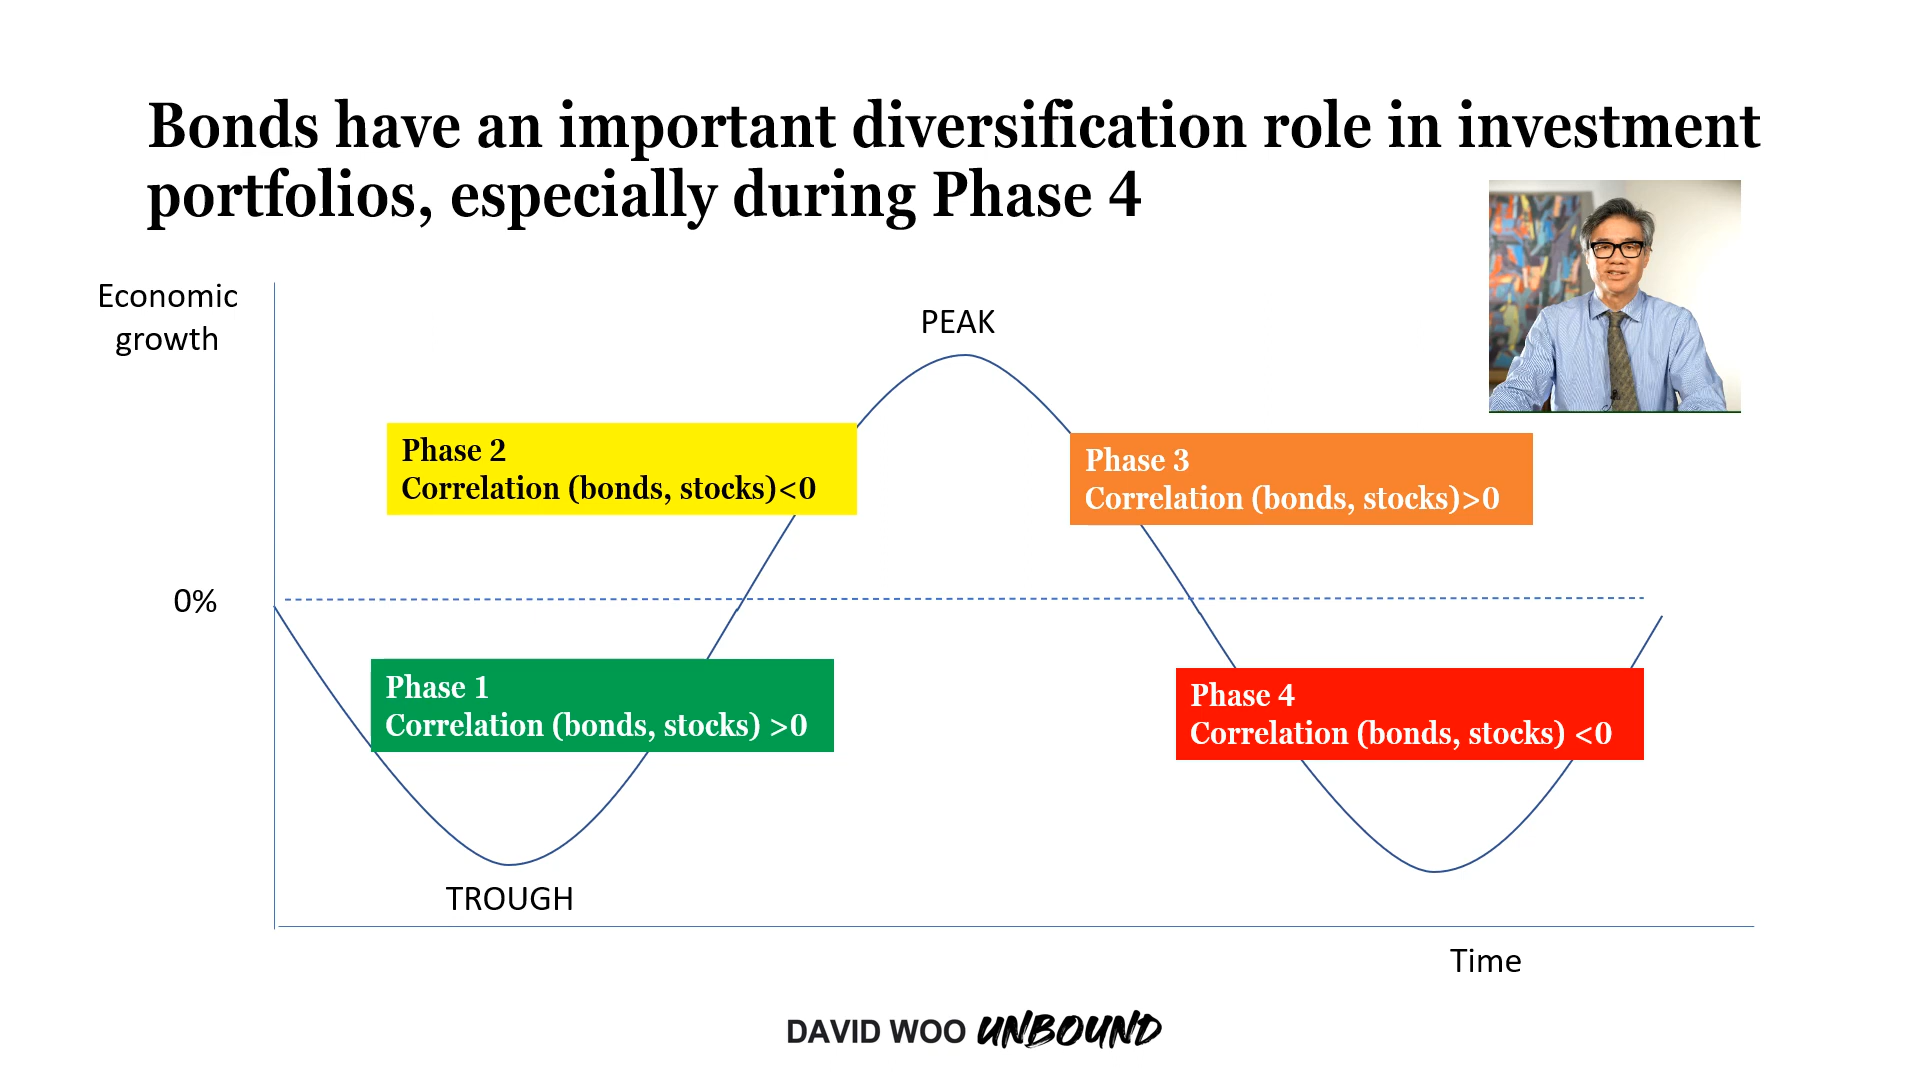 Bonds have an important diversification role in investment
portfolios, especially during Phase 4
Economic
growth
PEAK
Phase 2
Correlation (bonds, stocks)<0
Phase 3
Correlation (bonds, stocks)>0
0%
Phase 1
Correlation (bonds, stocks) >0
Phase 4
Correlation (bonds, stocks) <0
TROUGH
Time
DAVID WOO UNBOUND